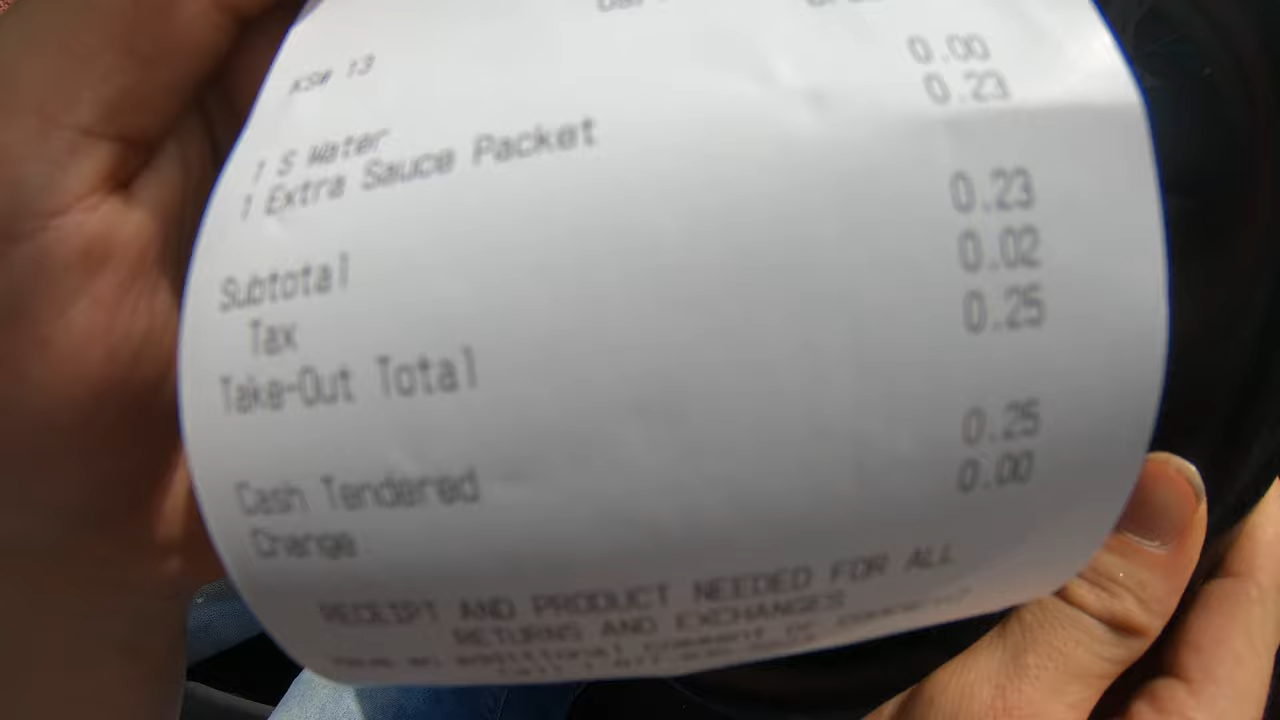 KS# 13
1 S Water 0.00
1 Extra Sauce Packet 0.23
Subtotal 0.23
Tax 0.02
Take-Out Total 0.25
Cash Tendered 0.25
Change 0.00
RECEIPT AND PRODUCT NEEDED FOR ALL
RETURNS AND EXCHANGES